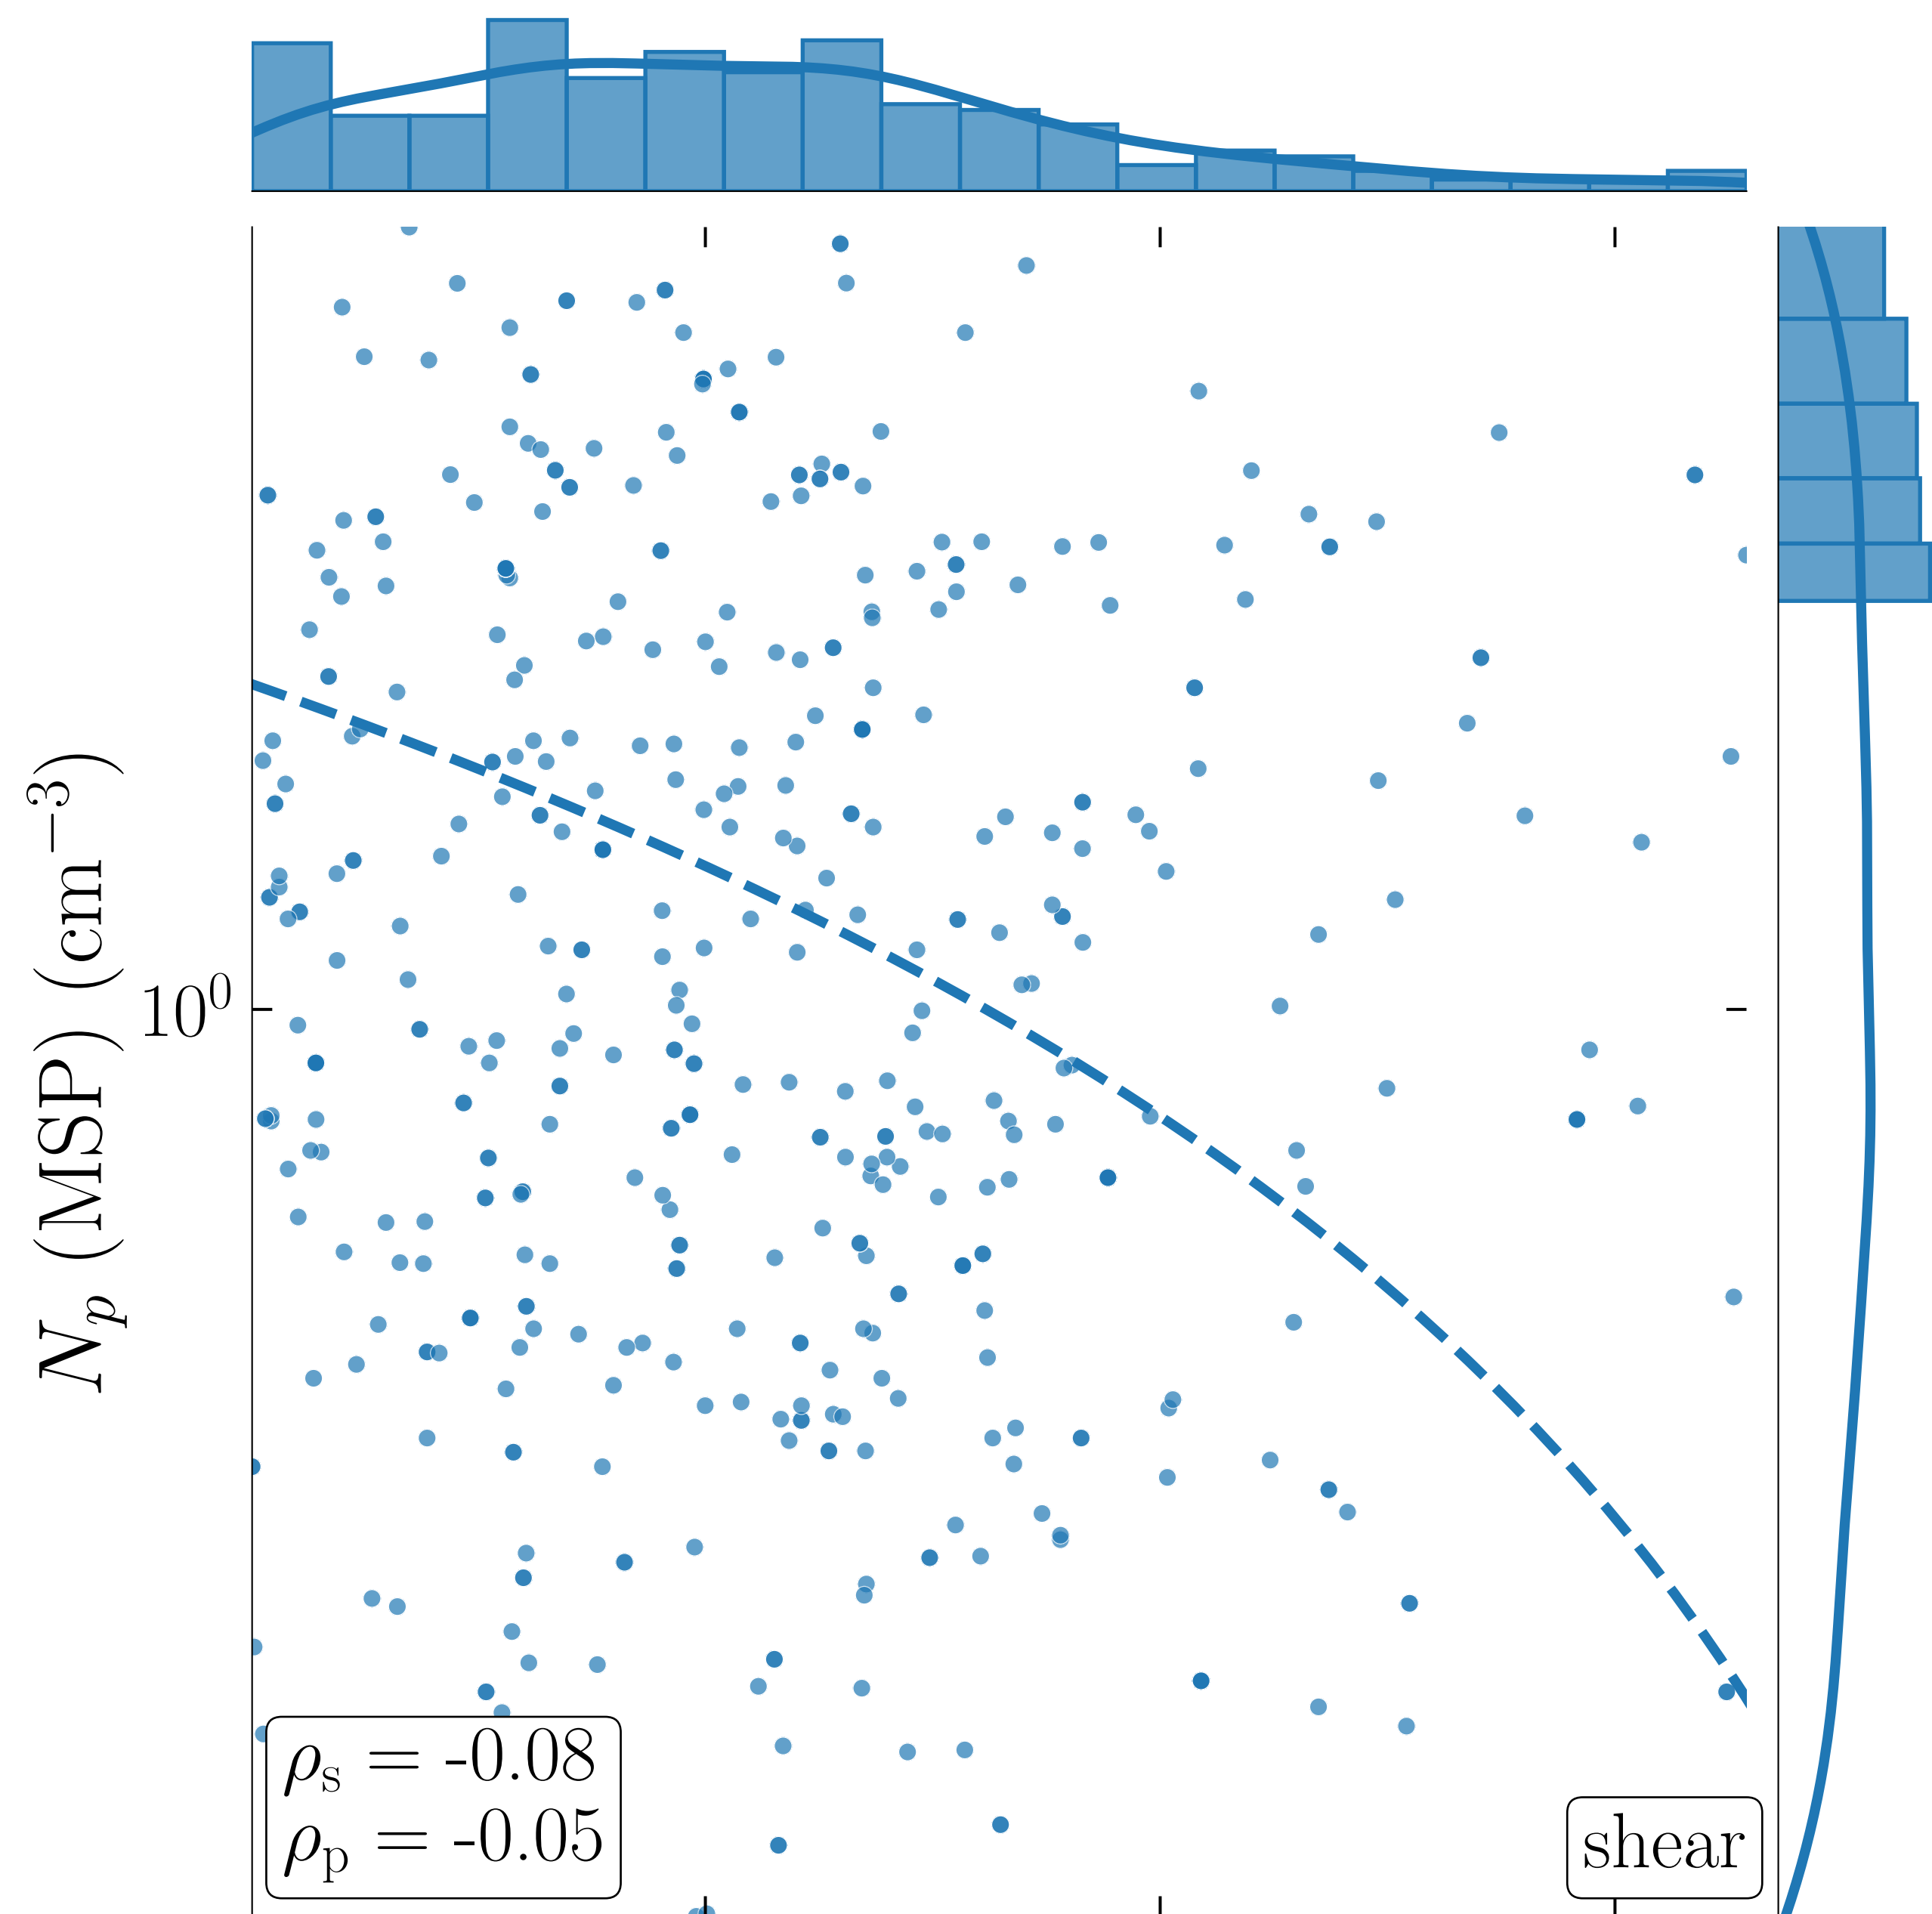 N_p (MSP) (cm^{-3})
10^0
ρ_s = -0.08
ρ_p = -0.05
shear